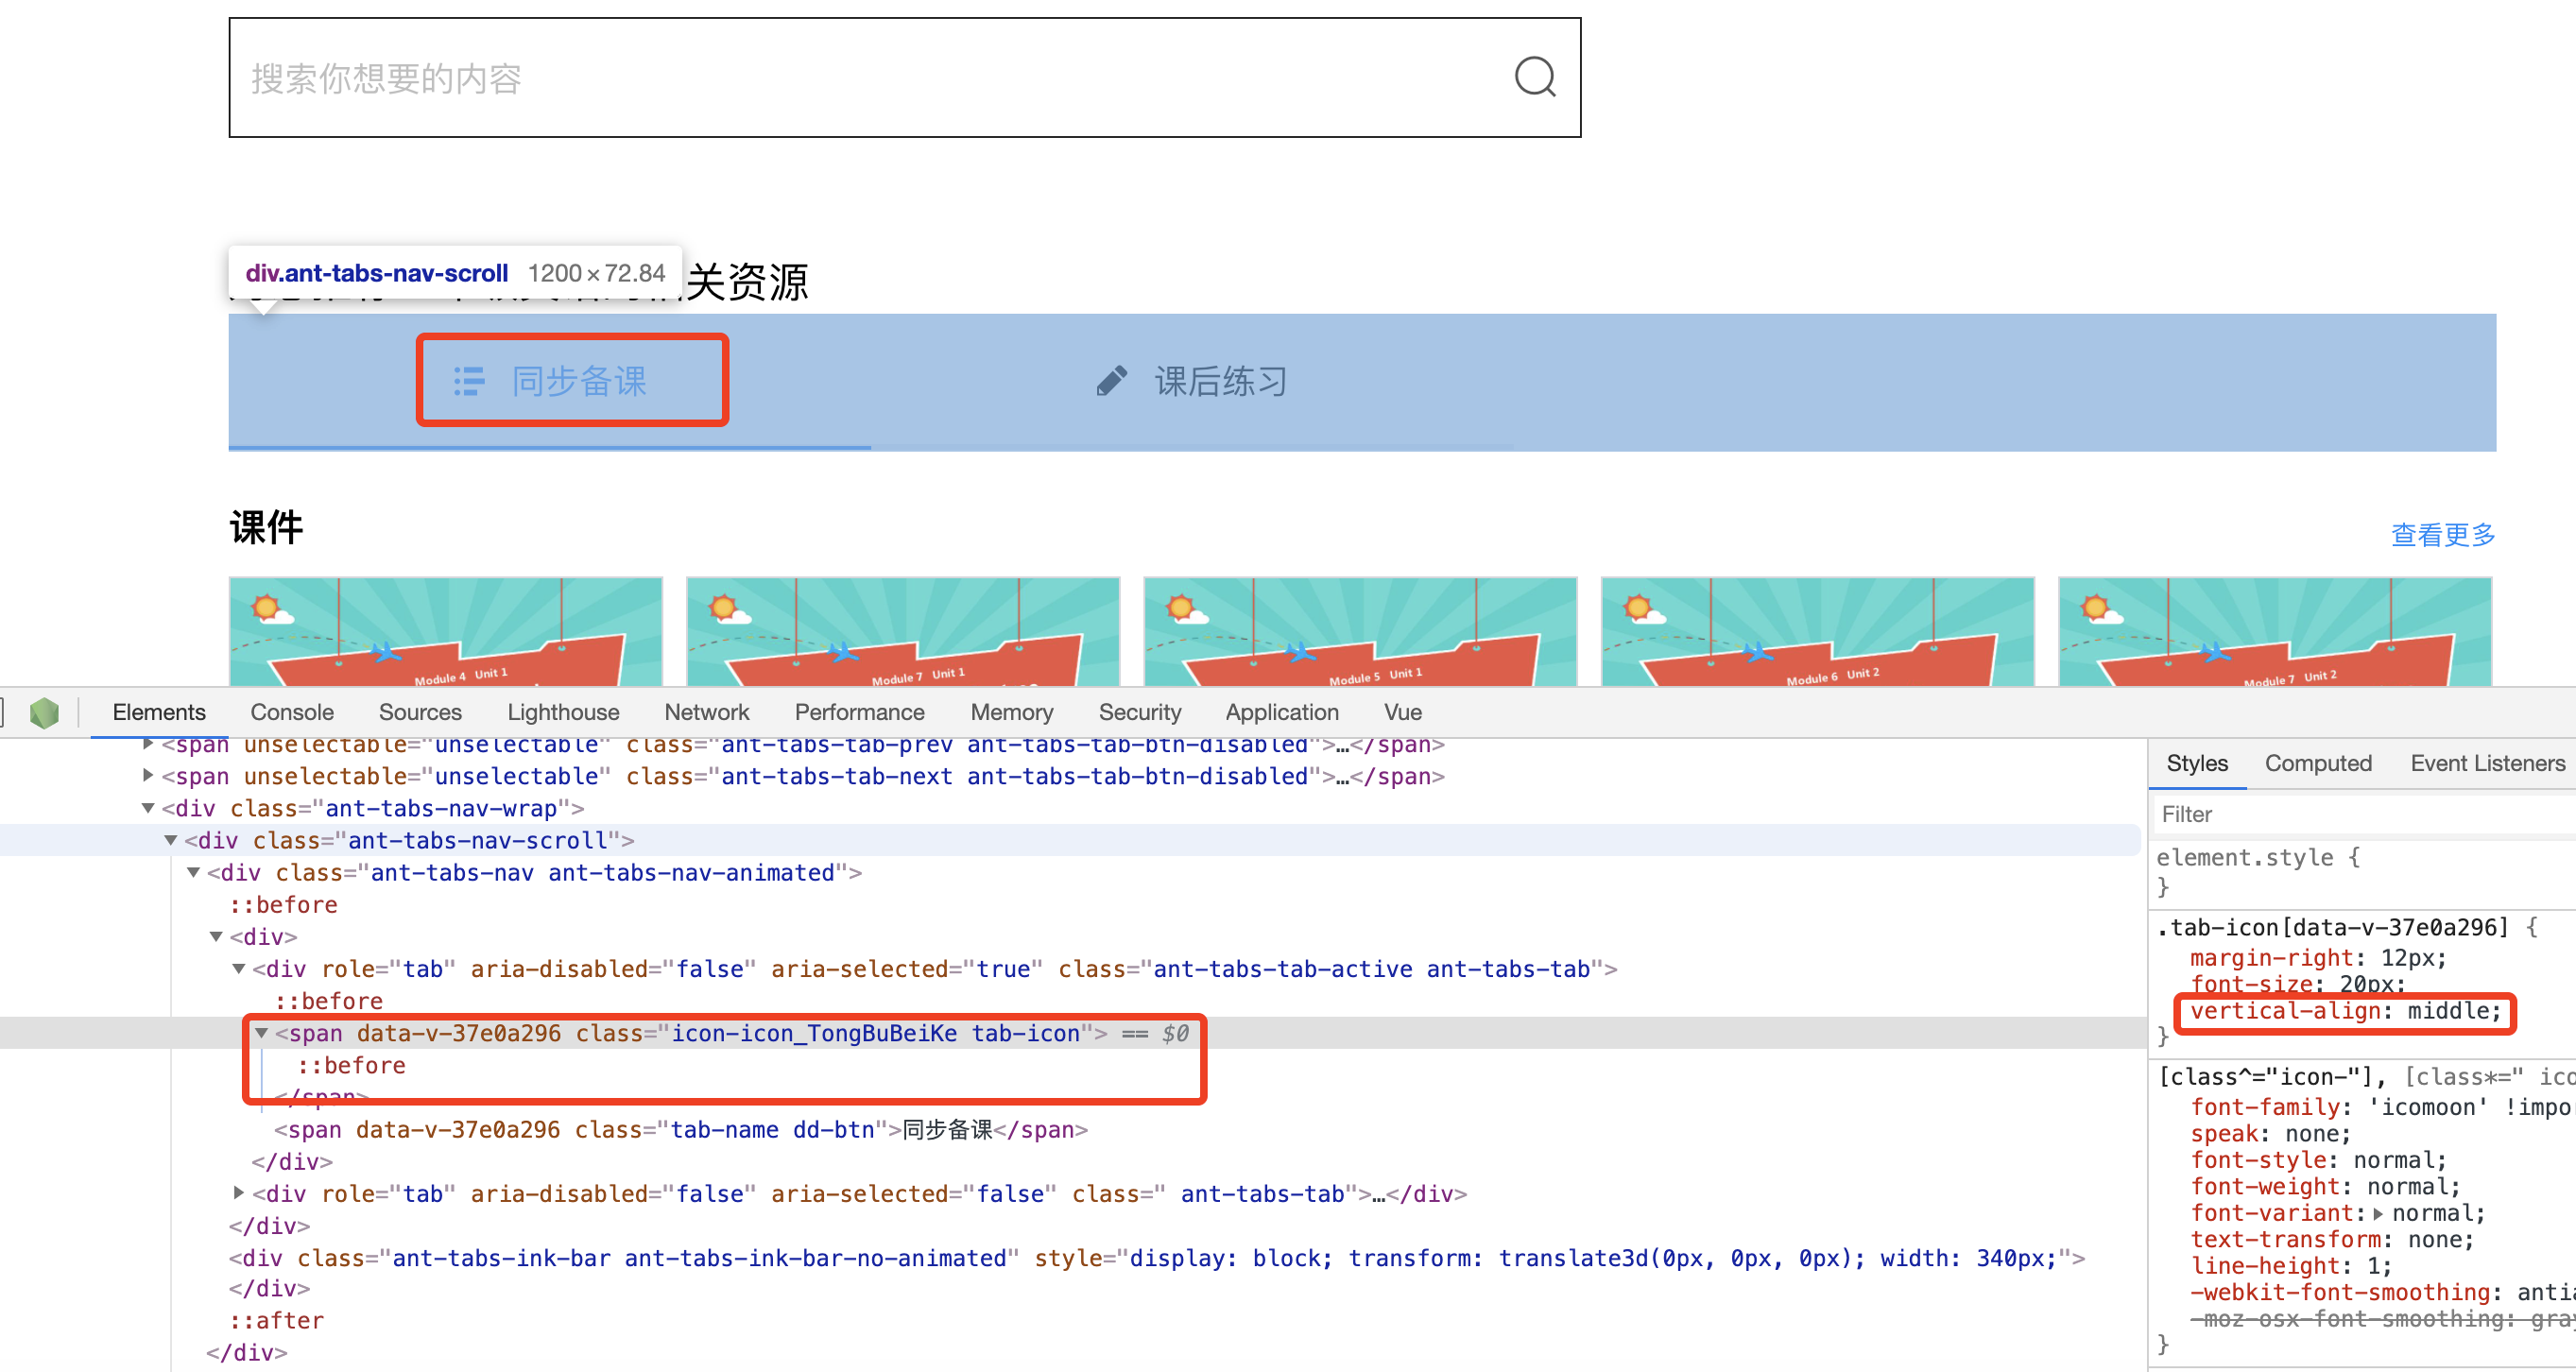 搜索你想要的内容
div.ant-tabs-nav-scroll 1200×72.84
关资源
同步备课
课后练习
课件
查看更多
Module 4 Unit 1
Module 7 Unit 1
Module 5 Unit 1
Module 6 Unit 2
Module 7 Unit 2
Elements Console Sources Lighthouse Network Performance Memory Security Application Vue
<span unselectable="unselectable" class="ant-tabs-tab-prev ant-tabs-tab-btn-disabled">…</span>
<span unselectable="unselectable" class="ant-tabs-tab-next ant-tabs-tab-btn-disabled">…</span>
<div class="ant-tabs-nav-wrap">
<div class="ant-tabs-nav-scroll">
<div class="ant-tabs-nav ant-tabs-nav-animated">
::before
<div>
<div role="tab" aria-disabled="false" aria-selected="true" class="ant-tabs-tab-active ant-tabs-tab">
::before
<span data-v-37e0a296 class="icon-icon_TongBuBeiKe tab-icon"> == $0
::before
</span>
<span data-v-37e0a296 class="tab-name dd-btn">同步备课</span>
</div>
<div role="tab" aria-disabled="false" aria-selected="false" class=" ant-tabs-tab">…</div>
</div>
<div class="ant-tabs-ink-bar ant-tabs-ink-bar-no-animated" style="display: block; transform: translate3d(0px, 0px, 0px); width: 340px;">
</div>
::after
</div>
Styles Computed Event Listeners
Filter
element.style {
}
.tab-icon[data-v-37e0a296] {
margin-right: 12px;
font-size: 20px;
vertical-align: middle;
}
[class^="icon-"], [class*=" ico
font-family: 'icomoon' !impo
speak: none;
font-style: normal;
font-weight: normal;
font-variant: normal;
text-transform: none;
line-height: 1;
-webkit-font-smoothing: antia
-moz-osx-font-smoothing: gray
}